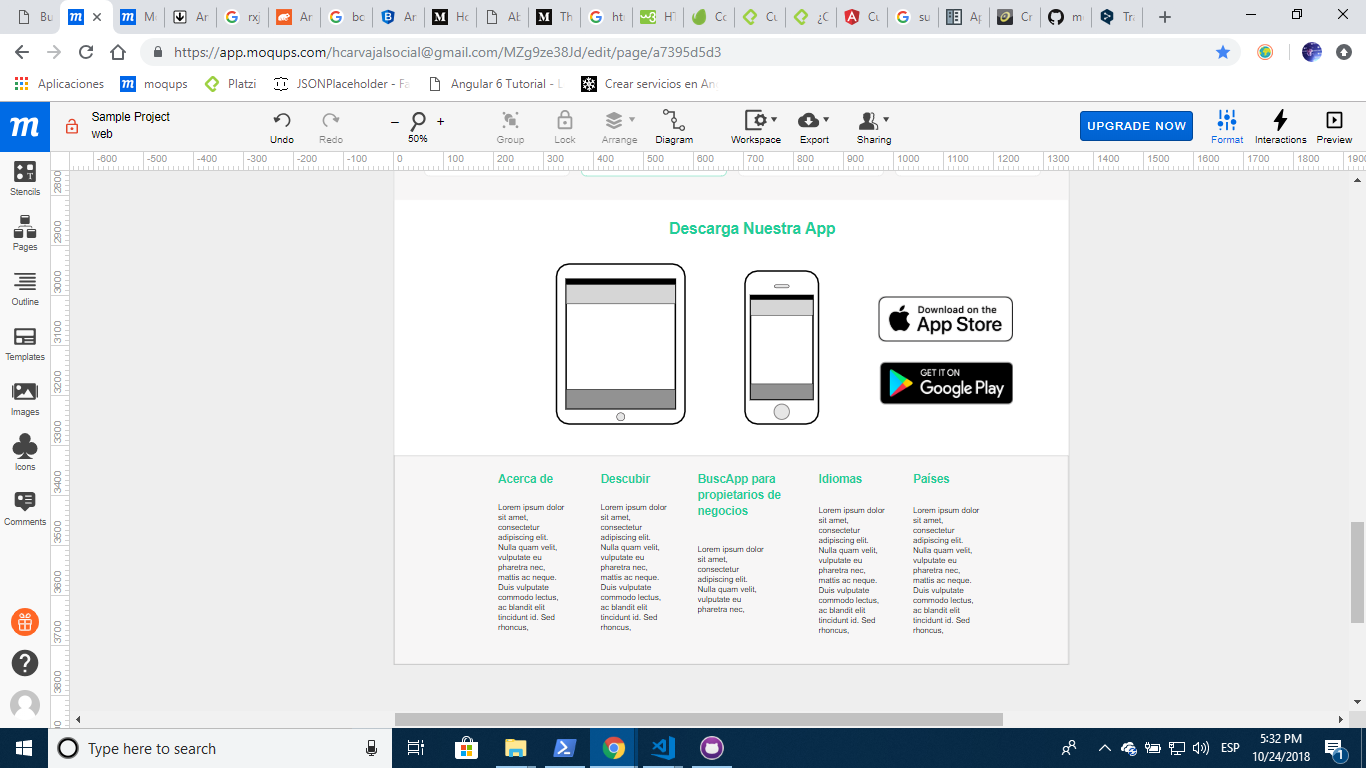 Bu
M
Ar
rxj
Ar
bc
Ar
Ho
Ab
Th
ht
HT
Co
Cu
¿C
Cu
su
Ap
Cr
m
Tra
https://app.moqups.com/hcarvajalsocial@gmail.com/MZg9ze38Jd/edit/page/a7395d5d3
Aplicaciones
moqups
Platzi
JSONPlaceholder - Fa
Angular 6 Tutorial - L
Crear servicios en An
m
Sample Project
web
Undo
Redo
50%
Group
Lock
Arrange
Diagram
Workspace
Export
Sharing
UPGRADE NOW
Format
Interactions
Preview
-600 -500 -400 -300 -200 -100 0 100 200 300 400 500 600 700 800 900 1000 1100 1200 1300 1400 1500 1600 1700 1800 1900
2800
2900
3000
3100
3200
3300
3400
3500
3600
3700
3800
Stencils
Pages
Outline
Templates
Images
Icons
Comments
Descarga Nuestra App
Download on the
App Store
GET IT ON
Google Play
Acerca de
Lorem ipsum dolor
sit amet,
consectetur
adipiscing elit.
Nulla quam velit,
vulputate eu
pharetra nec,
mattis ac neque.
Duis vulputate
commodo lectus,
ac blandit elit
tincidunt id. Sed
rhoncus,
Descubir
Lorem ipsum dolor
sit amet,
consectetur
adipiscing elit.
Nulla quam velit,
vulputate eu
pharetra nec,
mattis ac neque.
Duis vulputate
commodo lectus,
ac blandit elit
tincidunt id. Sed
rhoncus,
BuscApp para
propietarios de
negocios
Lorem ipsum dolor
sit amet,
consectetur
adipiscing elit.
Nulla quam velit,
vulputate eu
pharetra nec,
Idiomas
Lorem ipsum dolor
sit amet,
consectetur
adipiscing elit.
Nulla quam velit,
vulputate eu
pharetra nec,
mattis ac neque.
Duis vulputate
commodo lectus,
ac blandit elit
tincidunt id. Sed
rhoncus,
Países
Lorem ipsum dolor
sit amet,
consectetur
adipiscing elit.
Nulla quam velit,
vulputate eu
pharetra nec,
mattis ac neque.
Duis vulputate
commodo lectus,
ac blandit elit
tincidunt id. Sed
rhoncus,
Type here to search
ESP
5:32 PM
10/24/2018
1